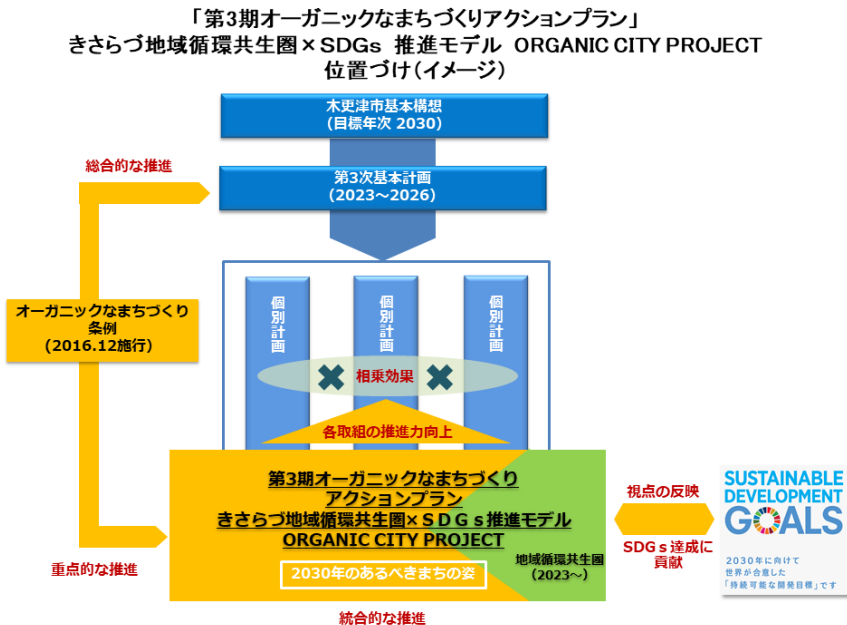 「第3期オーガニックなまちづくりアクションプラン」
きさらづ地域循環共生圏×SDGs 推進モデル ORGANIC CITY PROJECT
位置づけ(イメージ)
木更津市基本構想
(目標年次 2030)
総合的な推進
第3次基本計画
(2023~2026)
オーガニックなまちづくり
条例
(2016.12施行)
個別計画
個別計画
個別計画
相乗効果
各取組の推進力向上
第3期オーガニックなまちづくり
アクションプラン
きさらづ地域循環共生圏×SDGs推進モデル
ORGANIC CITY PROJECT
2030年のあるべきまちの姿
地域循環共生圏
(2023~)
重点的な推進
統合的な推進
視点の反映
SDGs達成に
貢献
SUSTAINABLE
DEVELOPMENT
GOALS
2030年に向けて
世界が合意した
「持続可能な開発目標」です